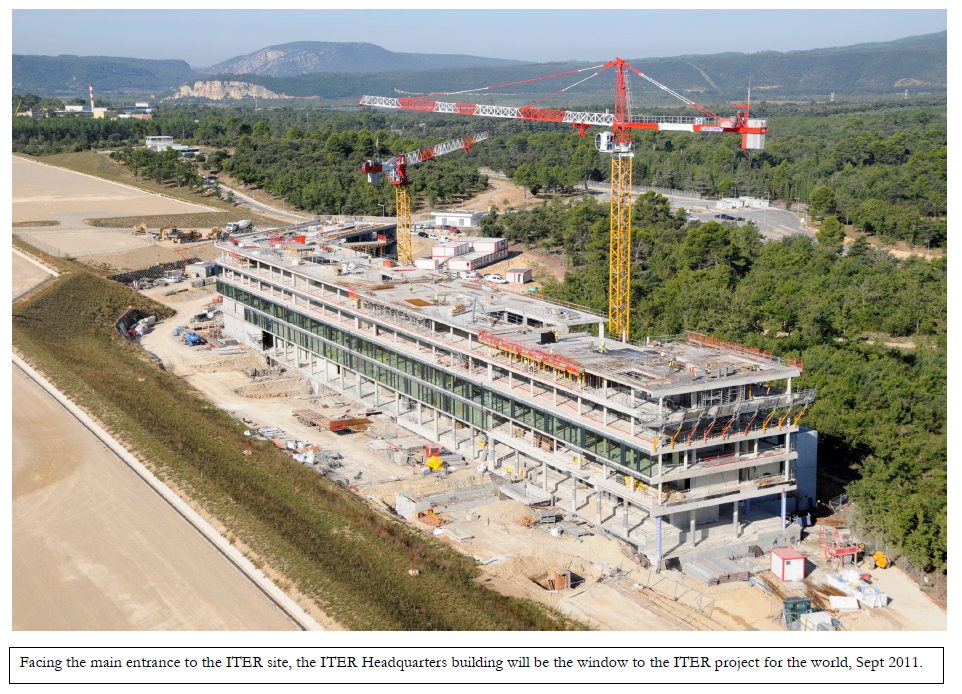 Facing the main entrance to the ITER site, the ITER Headquarters building will be the window to the ITER project for the world, Sept 2011.